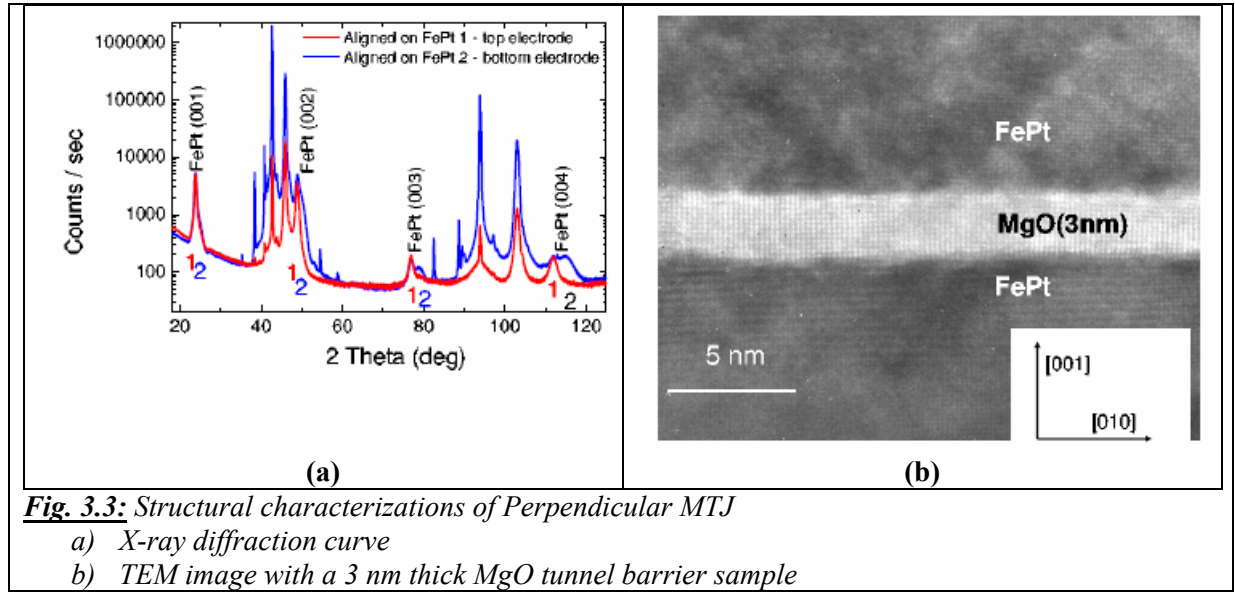 Aligned on FePt 1 - top electrode
Aligned on FePt 2 - bottom electrode
1000000
100000
10000
1000
100
Counts / sec
FePt (001)
FePt (002)
FePt (003)
FePt (004)
1 2
1 2
1 2
1 2
20 40 60 80 100 120
2 Theta (deg)
(a)
FePt
MgO(3nm)
FePt
5 nm
[001]
[010]
(b)
Fig. 3.3: Structural characterizations of Perpendicular MTJ
a) X-ray diffraction curve
b) TEM image with a 3 nm thick MgO tunnel barrier sample